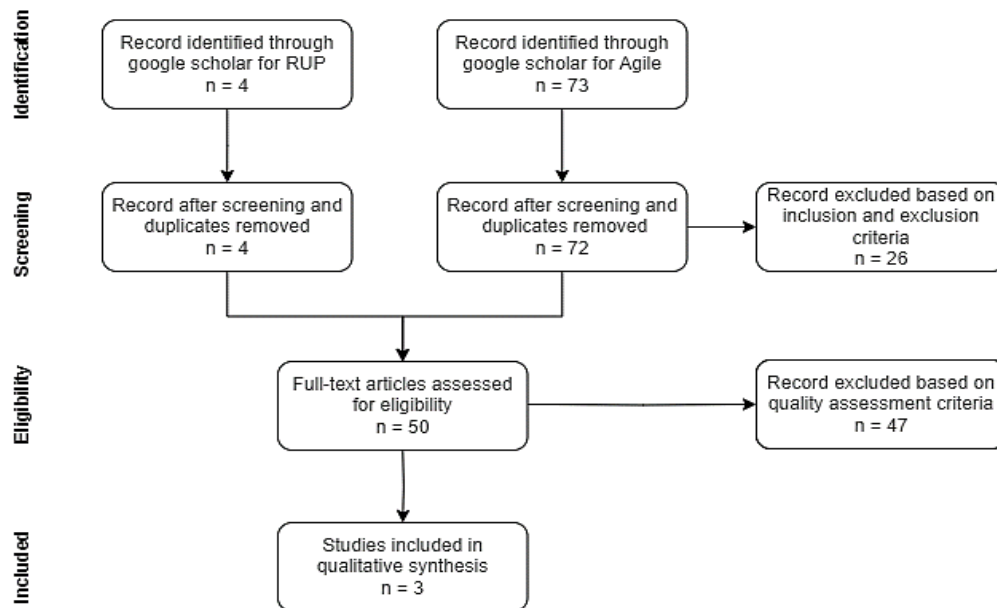 Identification
Record identified through
google scholar for RUP
n = 4
Record identified through
google scholar for Agile
n = 73
Screening
Record after screening and
duplicates removed
n = 4
Record after screening and
duplicates removed
n = 72
Record excluded based on
inclusion and exclusion
criteria
n = 26
Eligibility
Full-text articles assessed
for eligibility
n = 50
Record excluded based on
quality assessment criteria
n = 47
Included
Studies included in
qualitative synthesis
n = 3